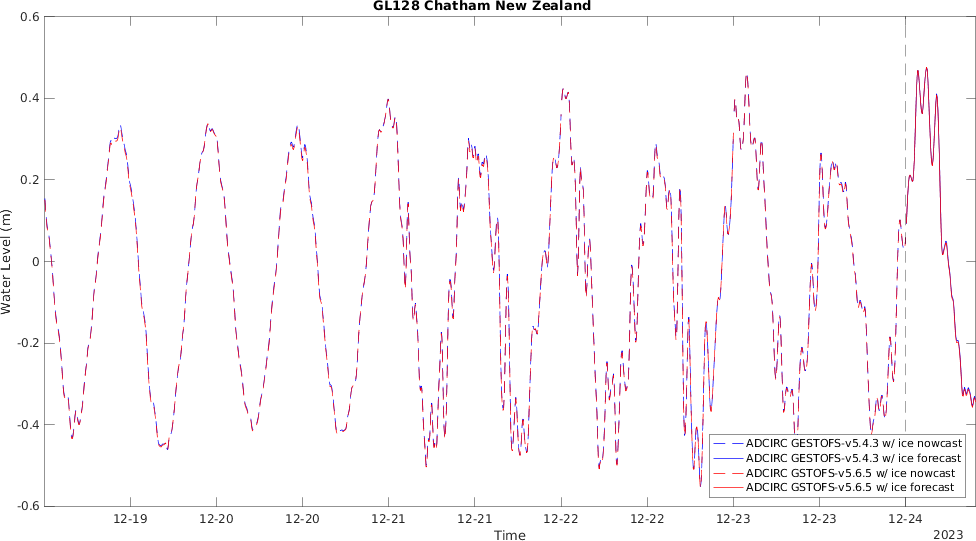 GL128 Chatham New Zealand
0.6
0.4
0.2
0
-0.2
-0.4
-0.6
Water Level (m)
ADCIRC GESTOFS-v5.4.3 w/ ice nowcast
ADCIRC GESTOFS-v5.4.3 w/ ice forecast
ADCIRC GSTOFS-v5.6.5 w/ ice nowcast
ADCIRC GSTOFS-v5.6.5 w/ ice forecast
12-19 12-20 12-20 12-21 12-21 12-22 12-22 12-23 12-23 12-24
Time
2023